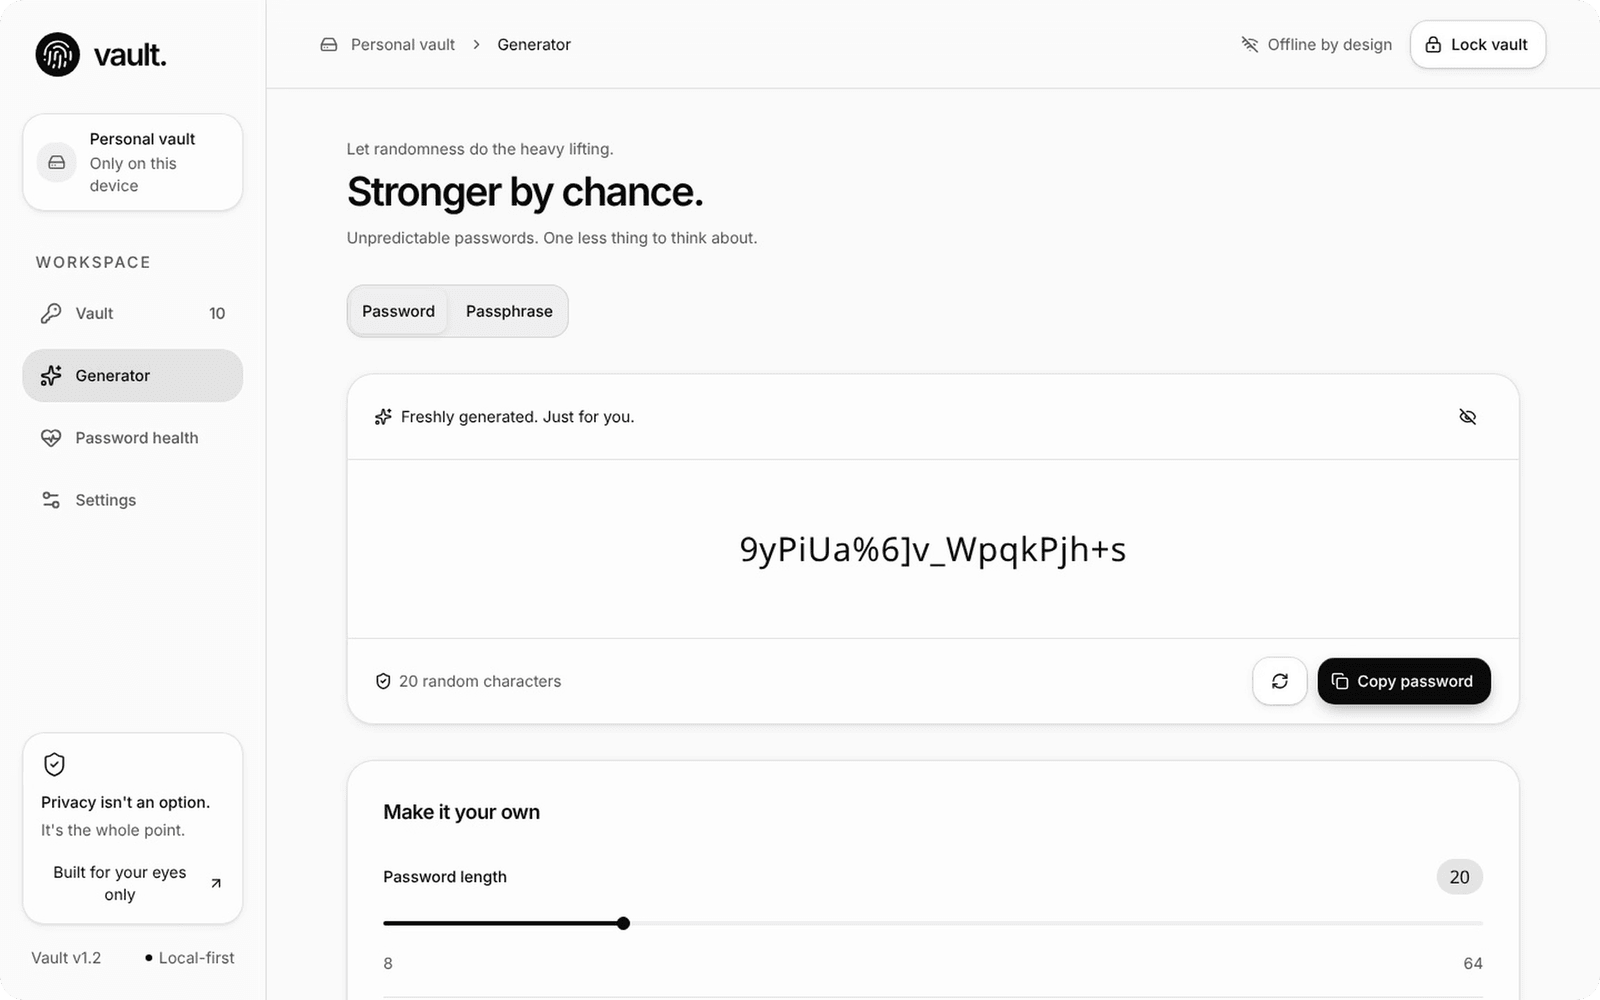 vault.
Personal vault
Only on this
device
WORKSPACE
Vault 10
Generator
Password health
Settings
Privacy isn't an option.
It's the whole point.
Built for your eyes
only
Vault v1.2
Local-first
Personal vault
Generator
Offline by design
Lock vault
Let randomness do the heavy lifting.
Stronger by chance.
Unpredictable passwords. One less thing to think about.
Password Passphrase
Freshly generated. Just for you.
9yPiUa%6]v_WpqkPjh+s
20 random characters
Copy password
Make it your own
Password length 20
8 64